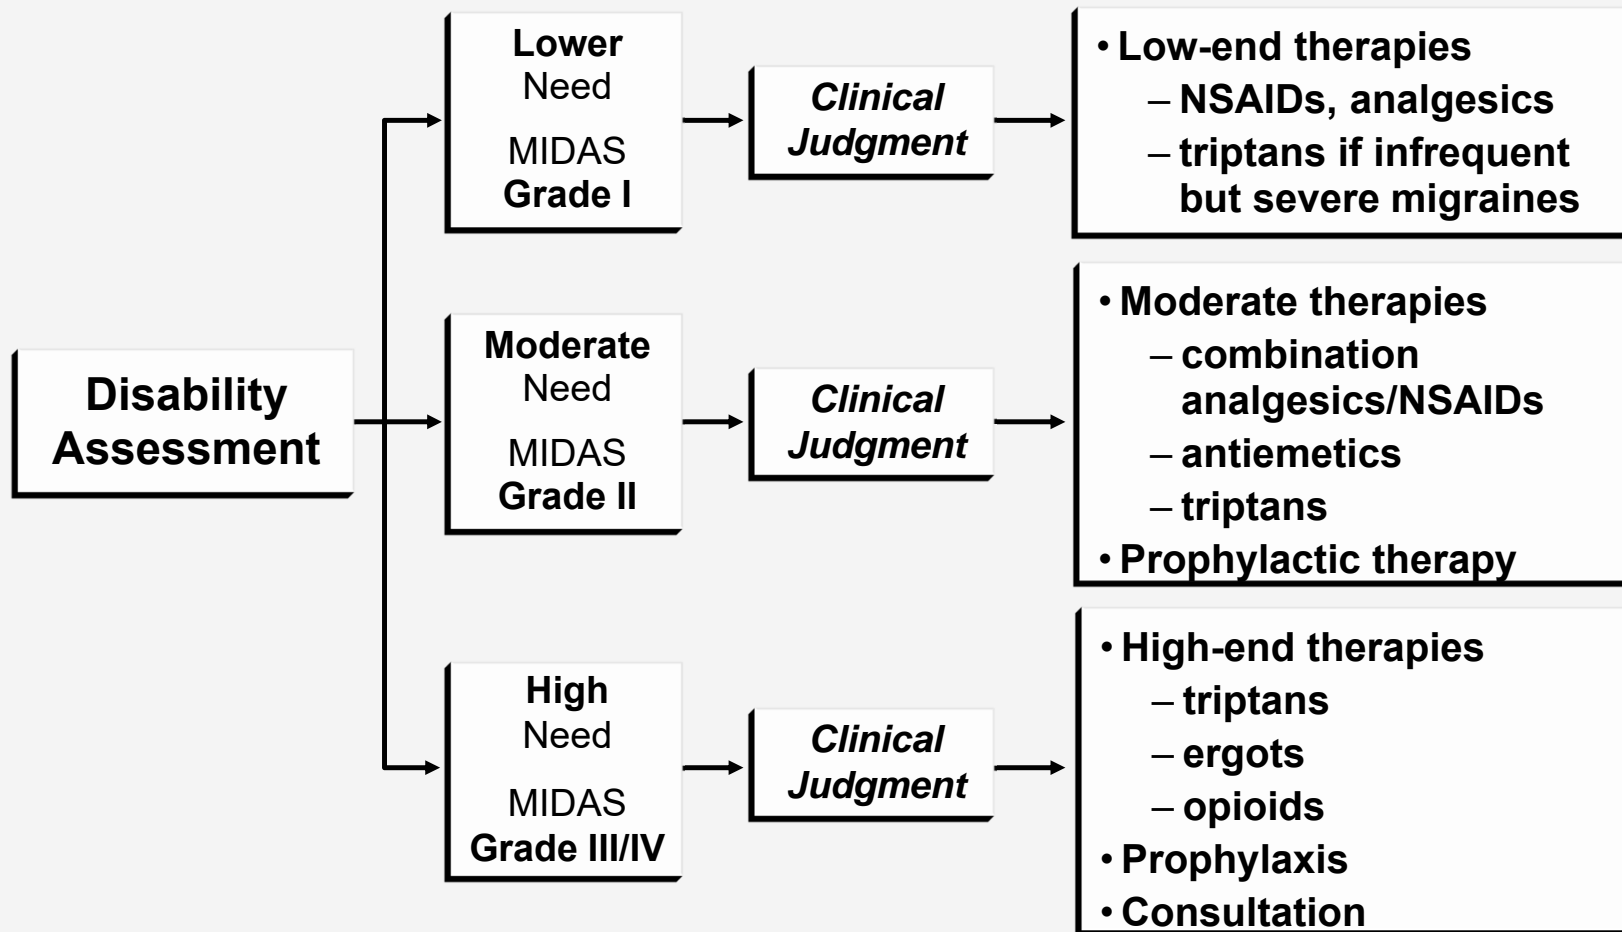 Disability
Assessment
Lower
Need
MIDAS
Grade I
Clinical
Judgment
• Low-end therapies
– NSAIDs, analgesics
– triptans if infrequent
but severe migraines
Moderate
Need
MIDAS
Grade II
Clinical
Judgment
• Moderate therapies
– combination
analgesics/NSAIDs
– antiemetics
– triptans
• Prophylactic therapy
High
Need
MIDAS
Grade III/IV
Clinical
Judgment
• High-end therapies
– triptans
– ergots
– opioids
• Prophylaxis
• Consultation